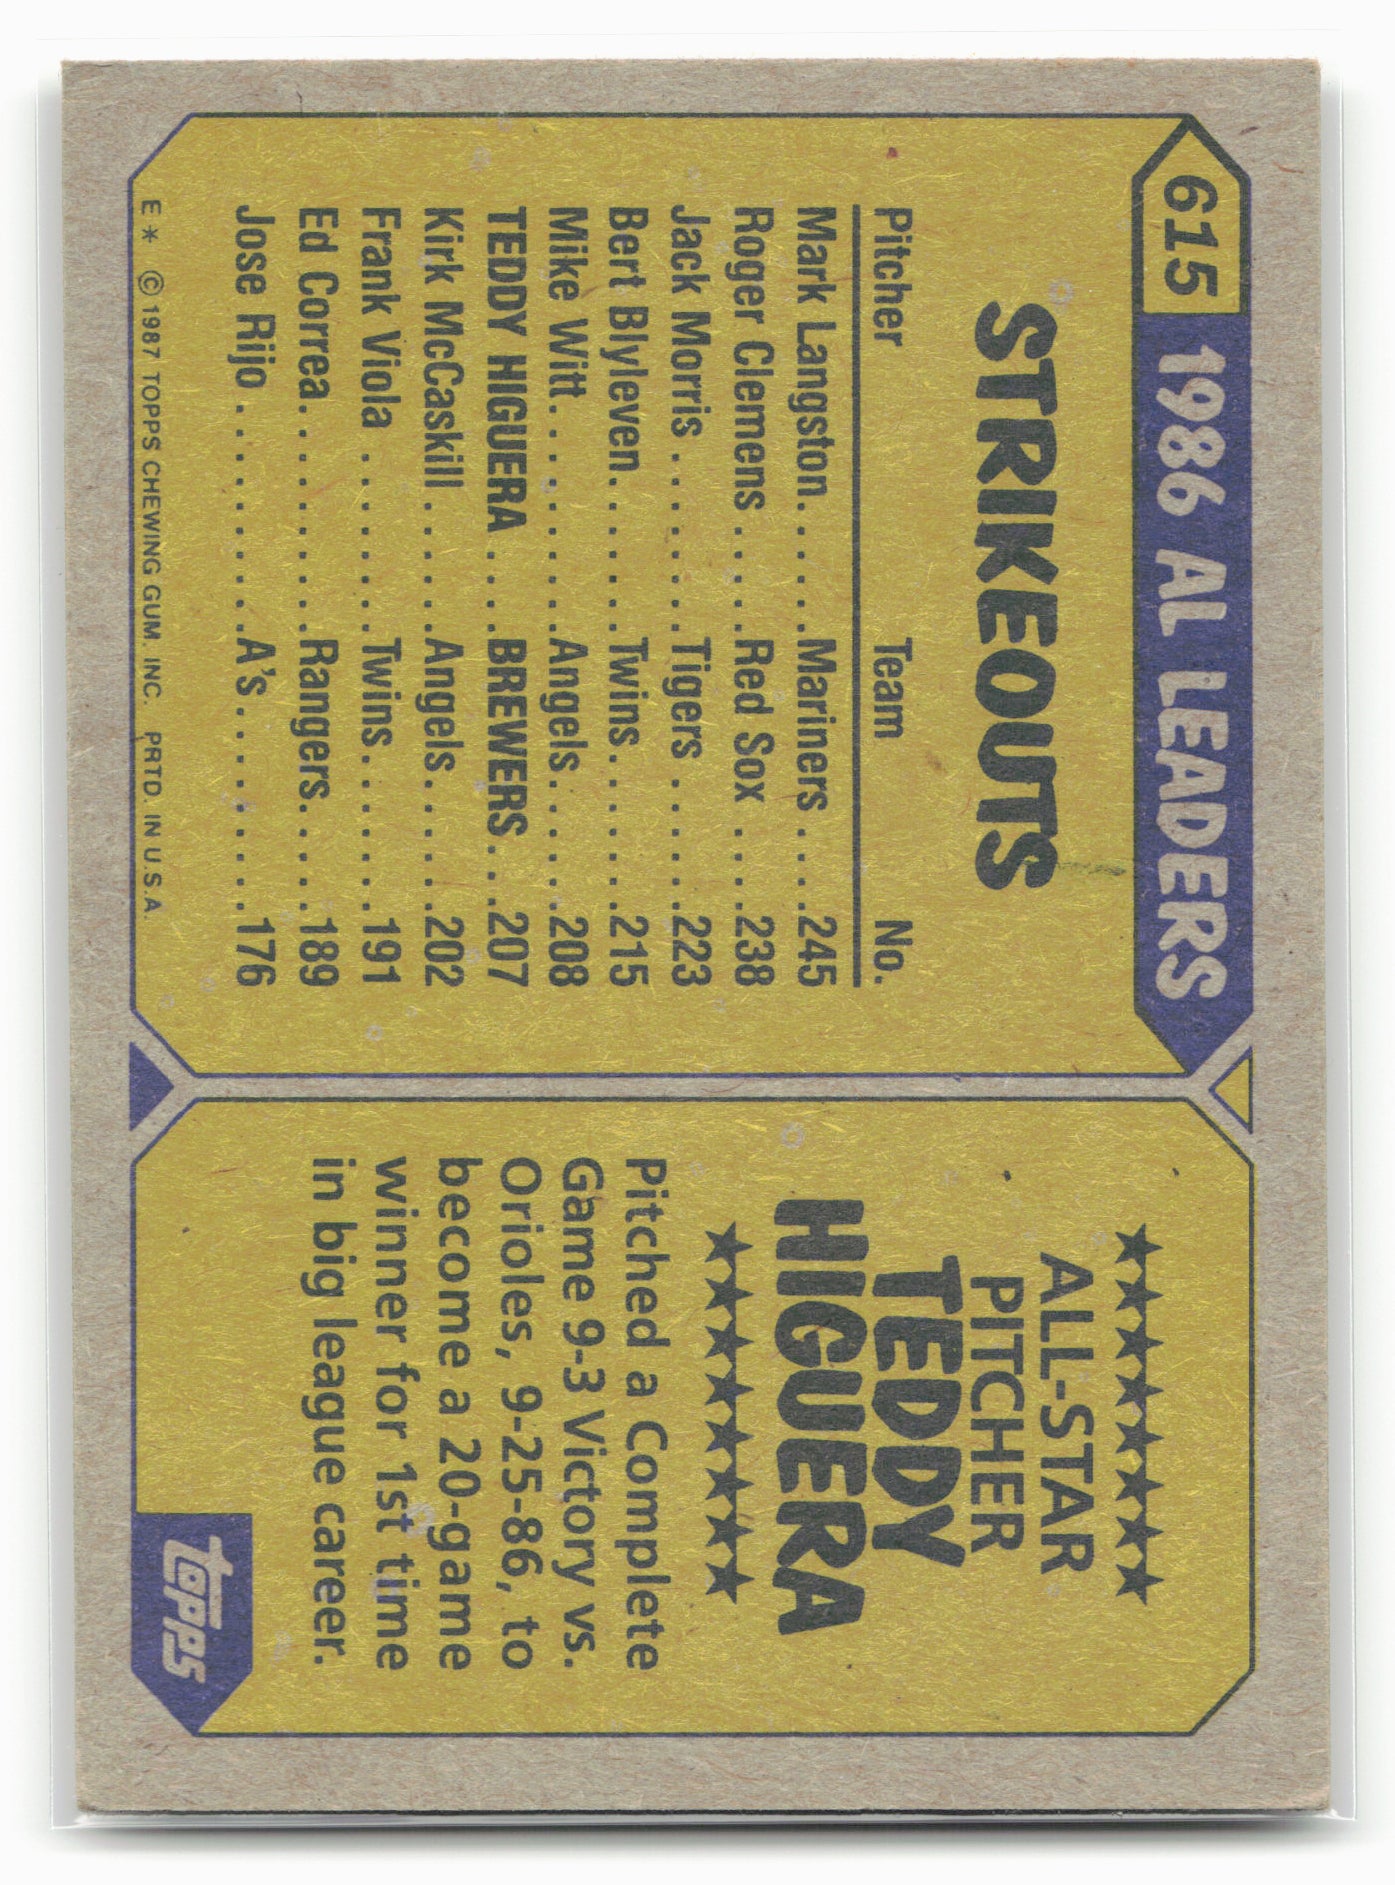 615 1986 AL LEADERS
STRIKEOUTS
Pitcher Team No.
Mark Langston.....Mariners....245
Roger Clemens....Red Sox....238
Jack Morris.......Tigers......223
Bert Blyleven......Twins......215
Mike Witt........Angels......208
TEDDY HIGUERA....BREWERS..207
Kirk McCaskill.....Angels.....202
Frank Viola.......Twins.......191
Ed Correa.........Rangers....189
Jose Rijo.........A's.........176
E* © 1987 TOPPS CHEWING GUM. INC. PRTD. IN U.S.A.
★★★★★★★
ALL-STAR
PITCHER
TEDDY
HIGUERA
★★★★★★★
Pitched a Complete
Game 9-3 Victory vs.
Orioles, 9-25-86, to
become a 20-game
winner for 1st time
in big league career.
topps